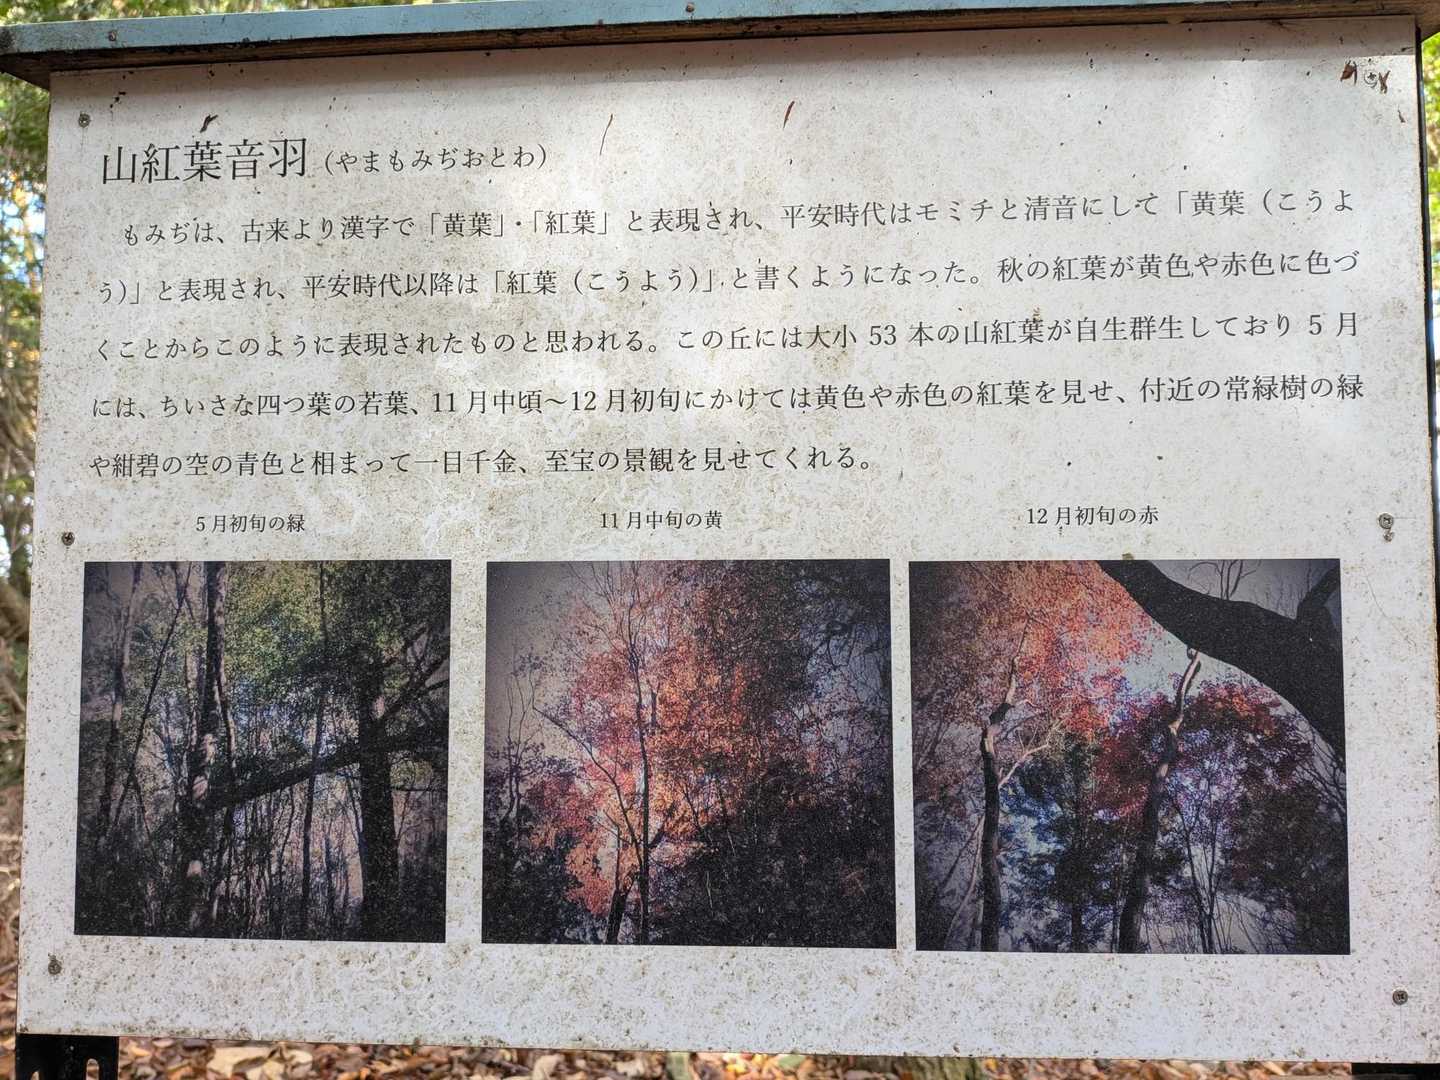 山紅葉音羽（やまもみぢおとわ）
もみぢは、古来より漢字で「黄葉」・「紅葉」と表現され、平安時代はモミチと清音にして「黄葉（こうよ
う）」と表現され、平安時代以降は「紅葉（こうよう）」と書くようになった。秋の紅葉が黄色や赤色に色づ
くことからこのように表現されたものと思われる。この丘には大小 53 本の山紅葉が自生群生しており 5 月
には、ちいさな四つ葉の若葉、11 月中頃～12 月初旬にかけては黄色や赤色の紅葉を見せ、付近の常緑樹の緑
や紺碧の空の青色と相まって一目千金、至宝の景観を見せてくれる。
5 月初旬の緑
11 月中旬の黄
12 月初旬の赤